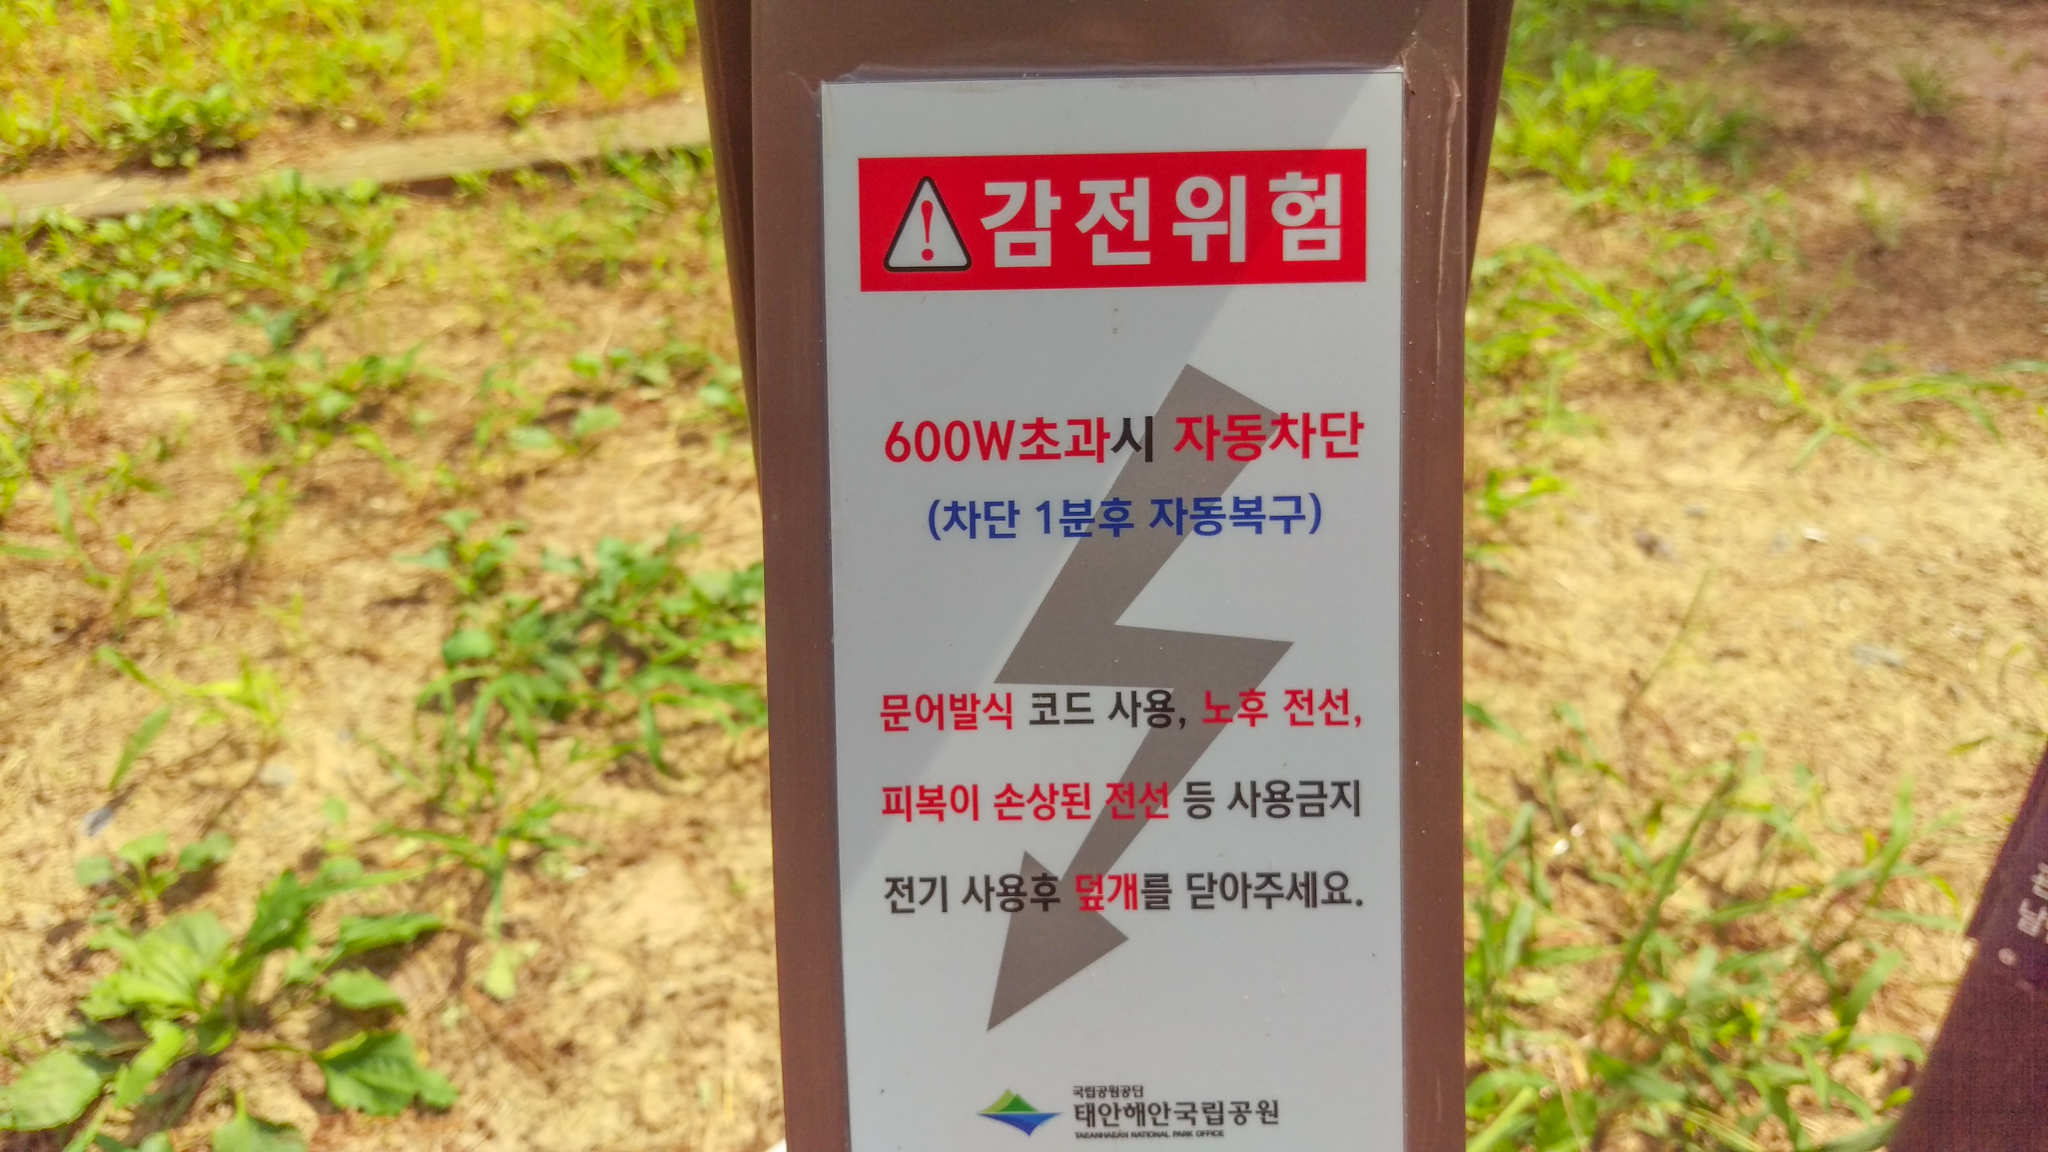 감전위험
600W초과시 자동차단
(차단 1분후 자동복구)
문어발식 코드 사용, 노후 전선,
피복이 손상된 전선 등 사용금지
전기 사용후 덮개를 닫아주세요.
국립공원공단
태안해안국립공원
TAEANHAEAN NATIONAL PARK OFFICE